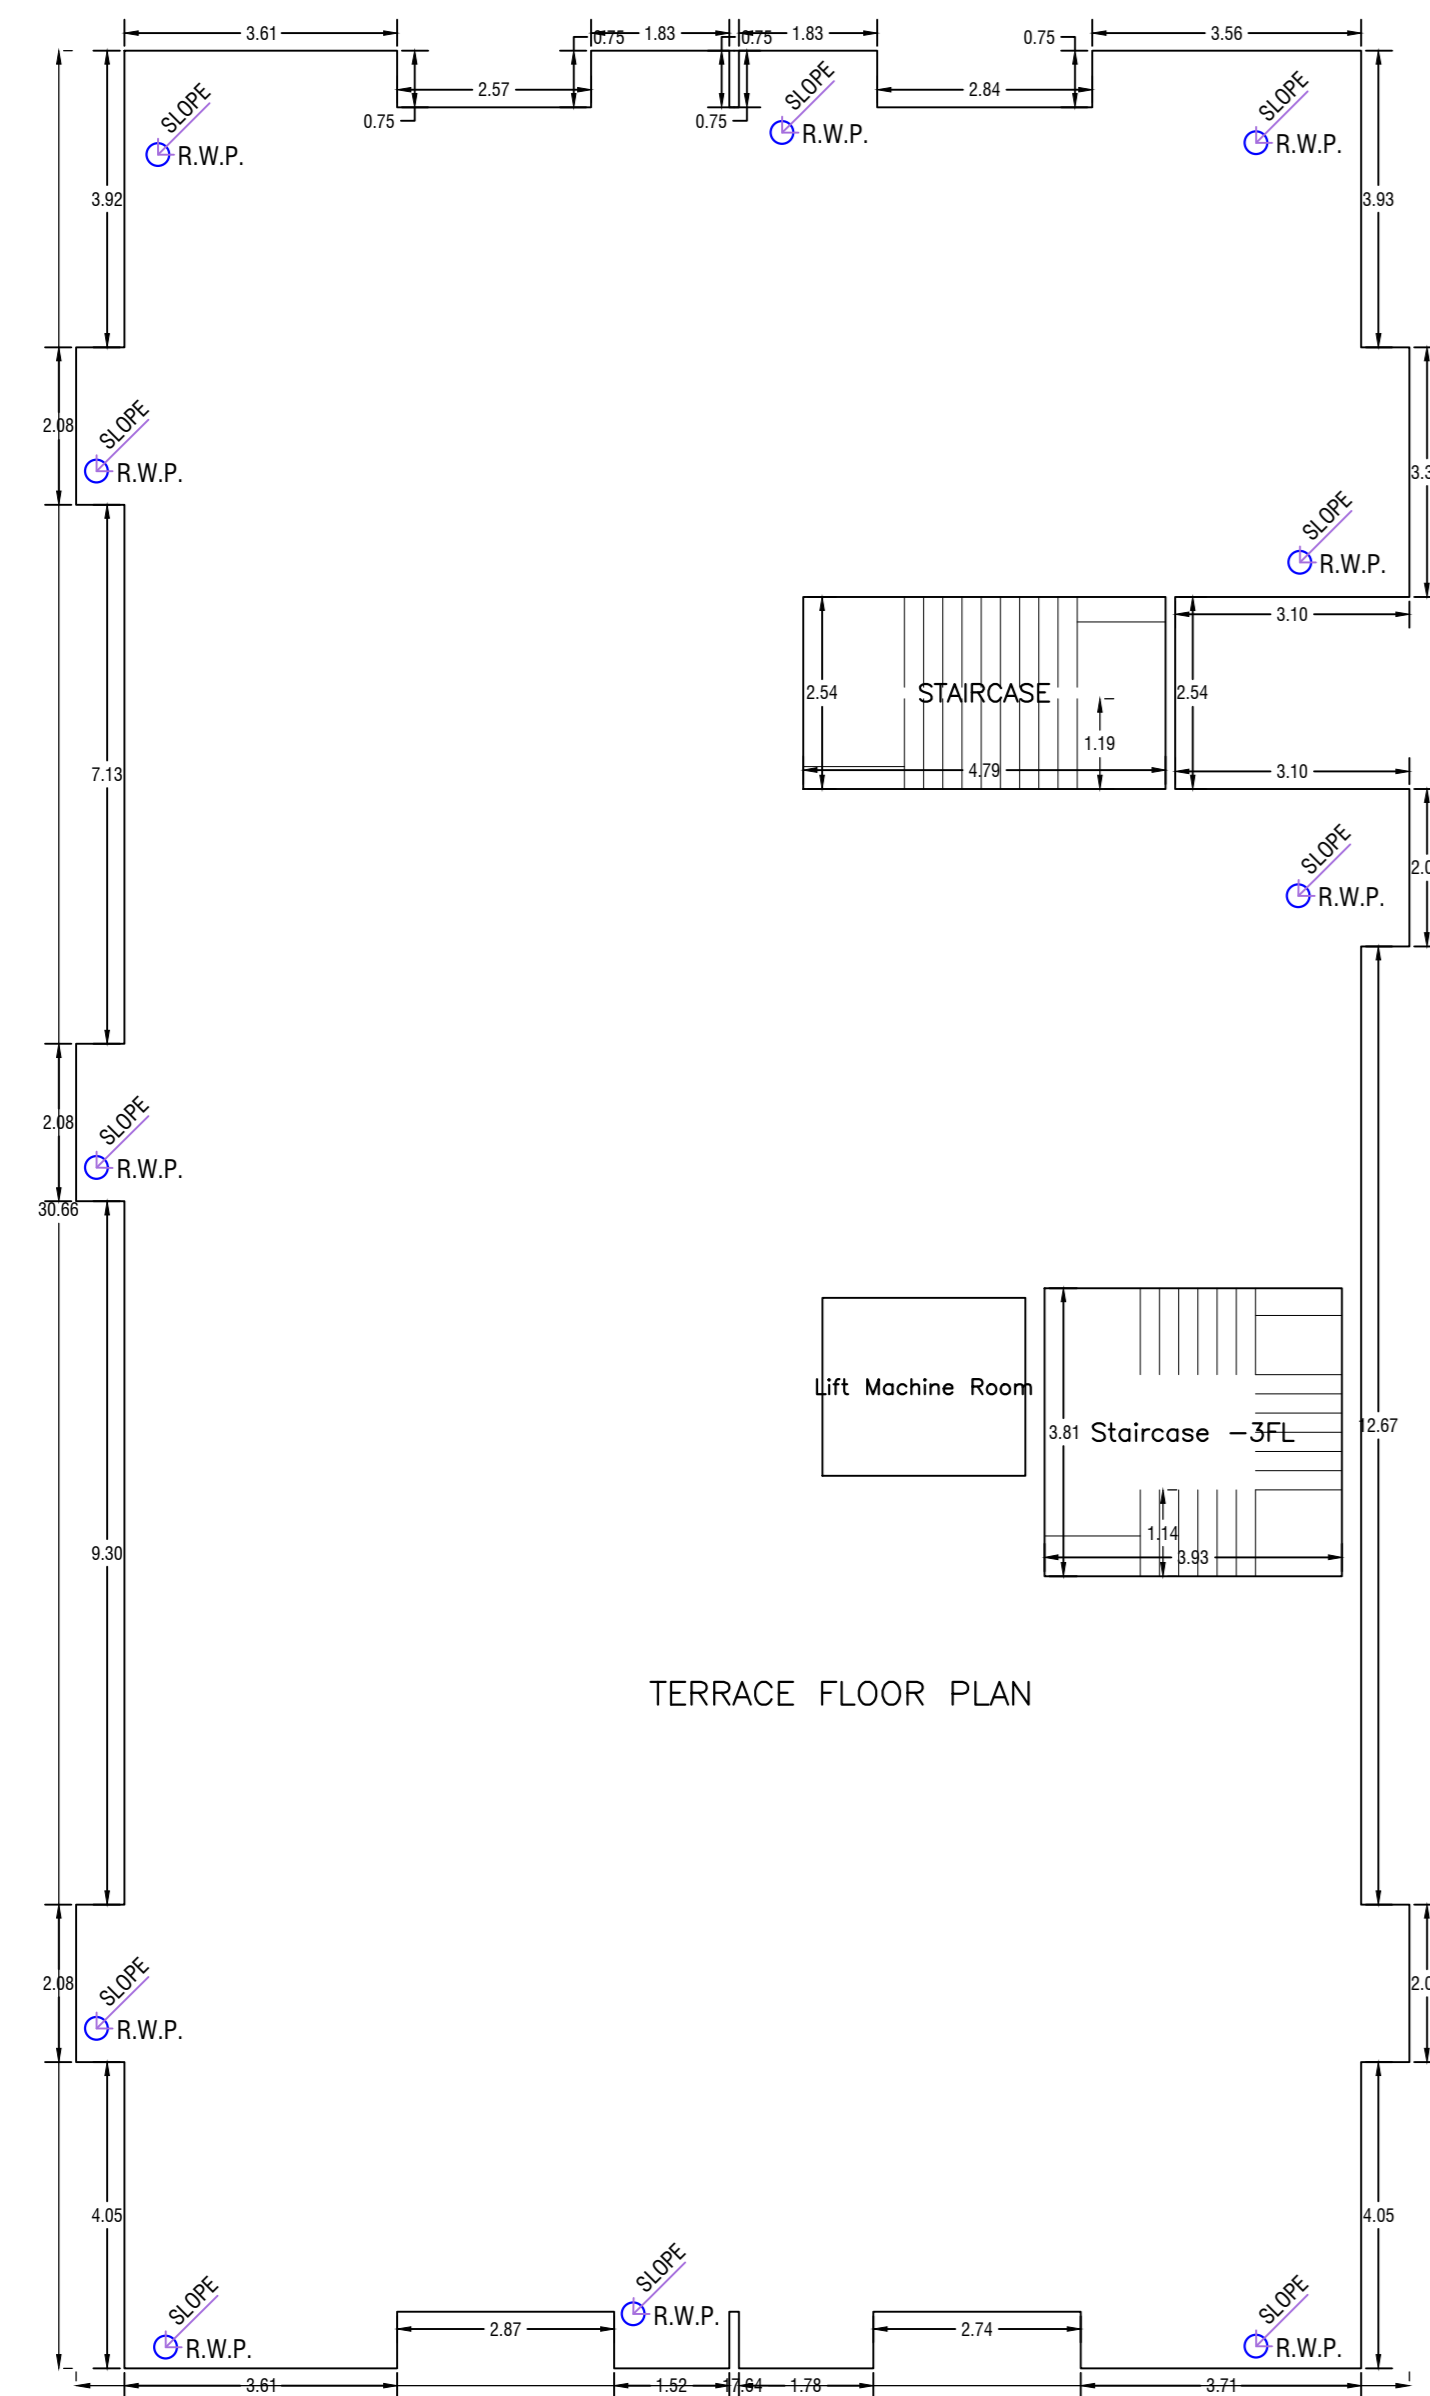 3.61
0.75
1.83
0.75
1.83
0.75
3.56
2.57
2.84
0.75
0.75
SLOPE
R.W.P.
SLOPE
R.W.P.
SLOPE
R.W.P.
3.92
3.93
2.08
SLOPE
R.W.P.
SLOPE
R.W.P.
3.10
2.54
STAIRCASE
2.54
1.19
4.79
3.10
7.13
SLOPE
R.W.P.
2.08
SLOPE
R.W.P.
30.66
Lift Machine Room
3.81
Staircase -3FL
12.67
1.14
3.93
9.30
TERRACE FLOOR PLAN
2.08
SLOPE
R.W.P.
4.05
4.05
SLOPE
R.W.P.
SLOPE
R.W.P.
SLOPE
R.W.P.
2.87
2.74
3.61
1.52
17.64
1.78
3.71